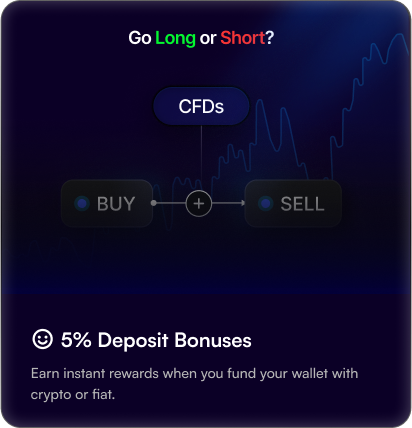 Go Long or Short?
CFDs
BUY
SELL
5% Deposit Bonuses
Earn instant rewards when you fund your wallet with
crypto or fiat.